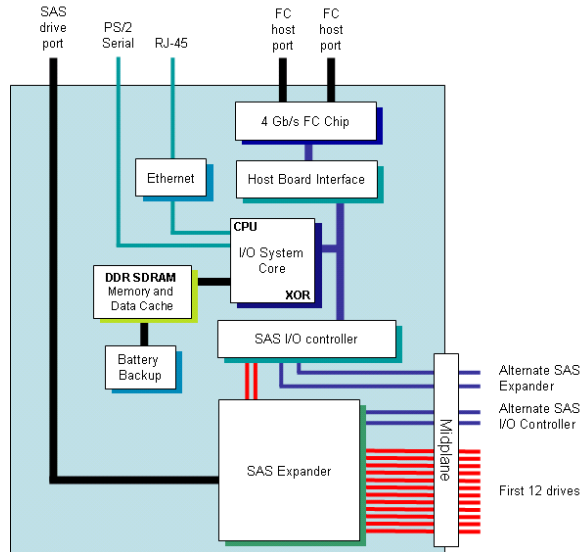 SAS
drive
port
PS/2
Serial
RJ-45
FC
host
port
FC
host
port
4 Gb/s FC Chip
Ethernet
Host Board Interface
CPU
I/O System
Core
XOR
DDR SDRAM
Memory and
Data Cache
SAS I/O controller
Battery
Backup
Alternate SAS
Expander
Alternate SAS
I/O Controller
Midplane
SAS Expander
First 12 drives